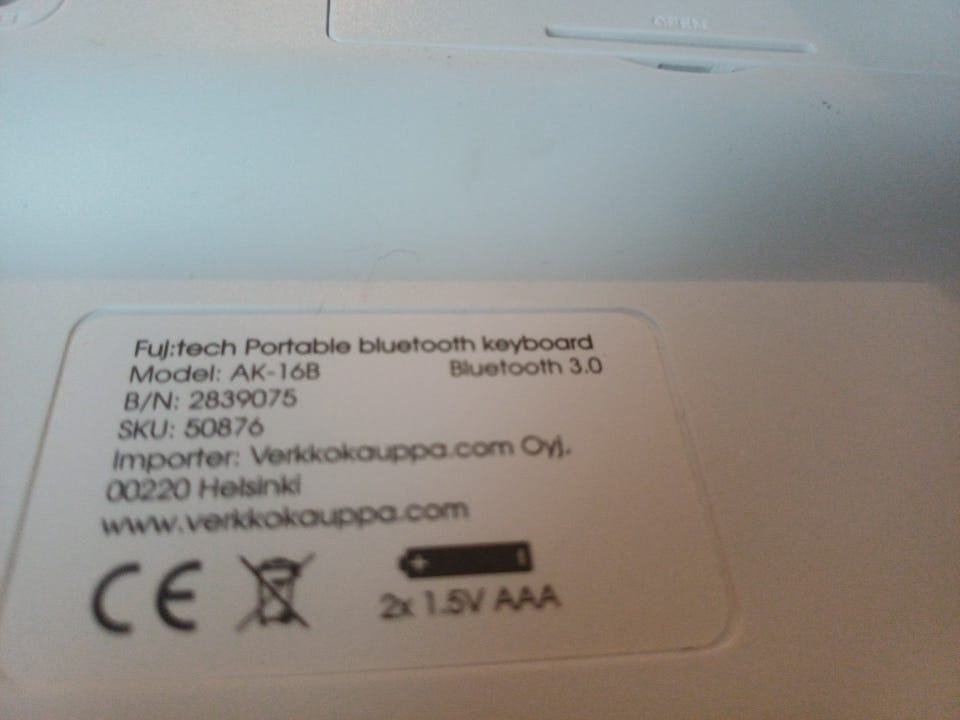 OPEN
Fuj:tech Portable bluetooth keyboard
Model: AK-16B Bluetooth 3.0
B/N: 2839075
SKU: 50876
Importer: Verkkokauppa.com Oyj.
00220 Helsinki
www.verkkokauppa.com
CE
2x 1.5V AAA